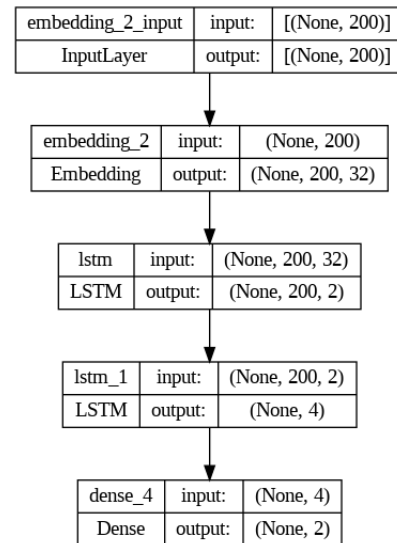 embedding_2_input input: [(None, 200)]
InputLayer output: [(None, 200)]
embedding_2 input: (None, 200)
Embedding output: (None, 200, 32)
lstm input: (None, 200, 32)
LSTM output: (None, 200, 2)
lstm_1 input: (None, 200, 2)
LSTM output: (None, 4)
dense_4 input: (None, 4)
Dense output: (None, 2)